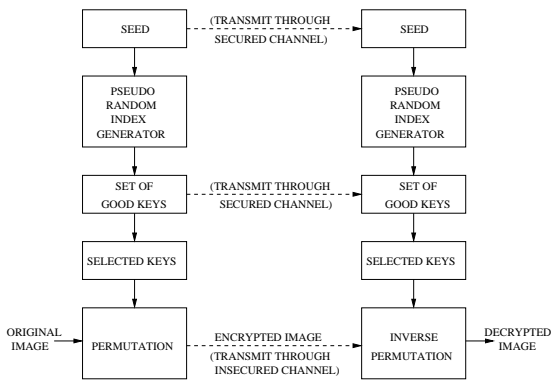 SEED
(TRANSMIT THROUGH
SECURED CHANNEL)
SEED
PSEUDO
RANDOM
INDEX
GENERATOR
PSEUDO
RANDOM
INDEX
GENERATOR
SET OF
GOOD KEYS
(TRANSMIT THROUGH
SECURED CHANNEL)
SET OF
GOOD KEYS
SELECTED KEYS
SELECTED KEYS
ORIGINAL
IMAGE
PERMUTATION
ENCRYPTED IMAGE
(TRANSMIT THROUGH
INSECURED CHANNEL)
INVERSE
PERMUTATION
DECRYPTED
IMAGE